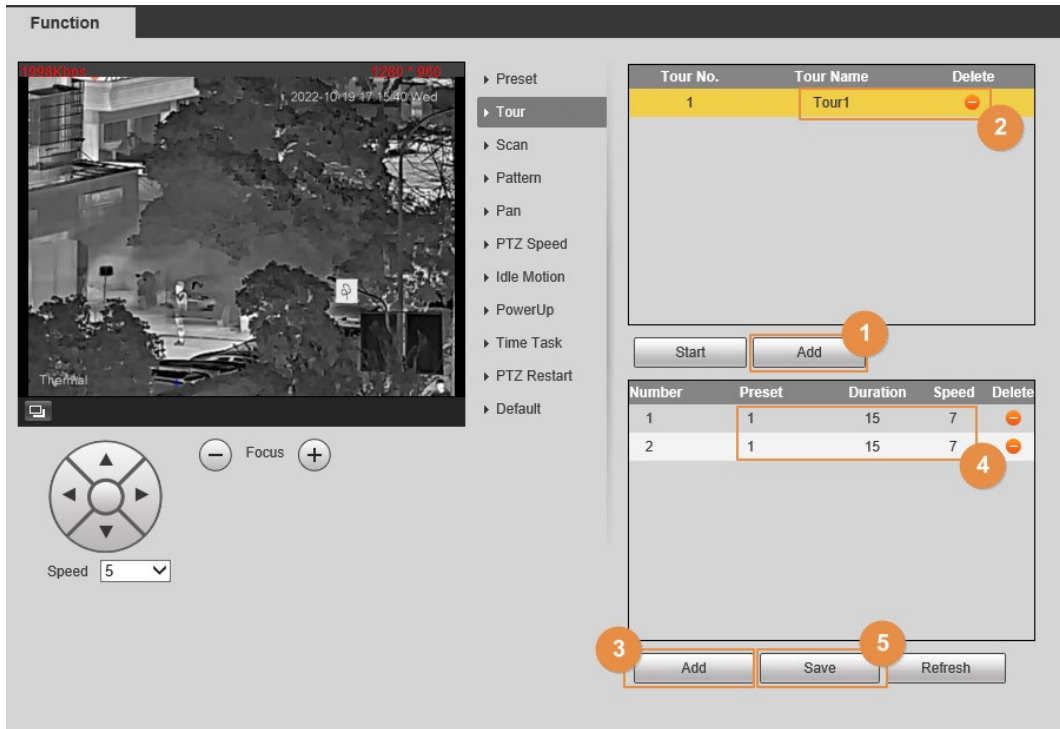 Function
1998Kbps
1280 * 960
2022-10-19 17:15:40 Wed
Thermal
Focus
Speed 5
Preset
Tour
Scan
Pattern
Pan
PTZ Speed
Idle Motion
PowerUp
Time Task
PTZ Restart
Default
Tour No. Tour Name Delete
1 Tour1
2
1
Start Add
Number Preset Duration Speed Delete
1 1 15 7
2 1 15 7
4
3
5
Add Save Refresh